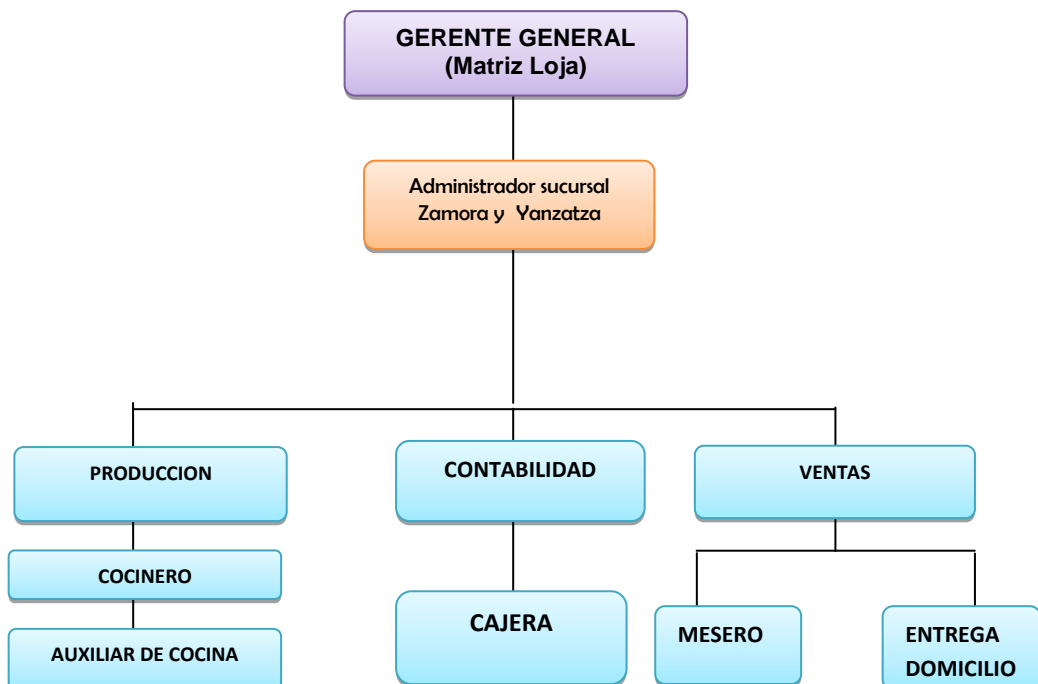 GERENTE GENERAL
(Matriz Loja)
Administrador sucursal
Zamora y Yanzatza
PRODUCCION
CONTABILIDAD
VENTAS
COCINERO
CAJERA
MESERO
ENTREGA
DOMICILIO
AUXILIAR DE COCINA